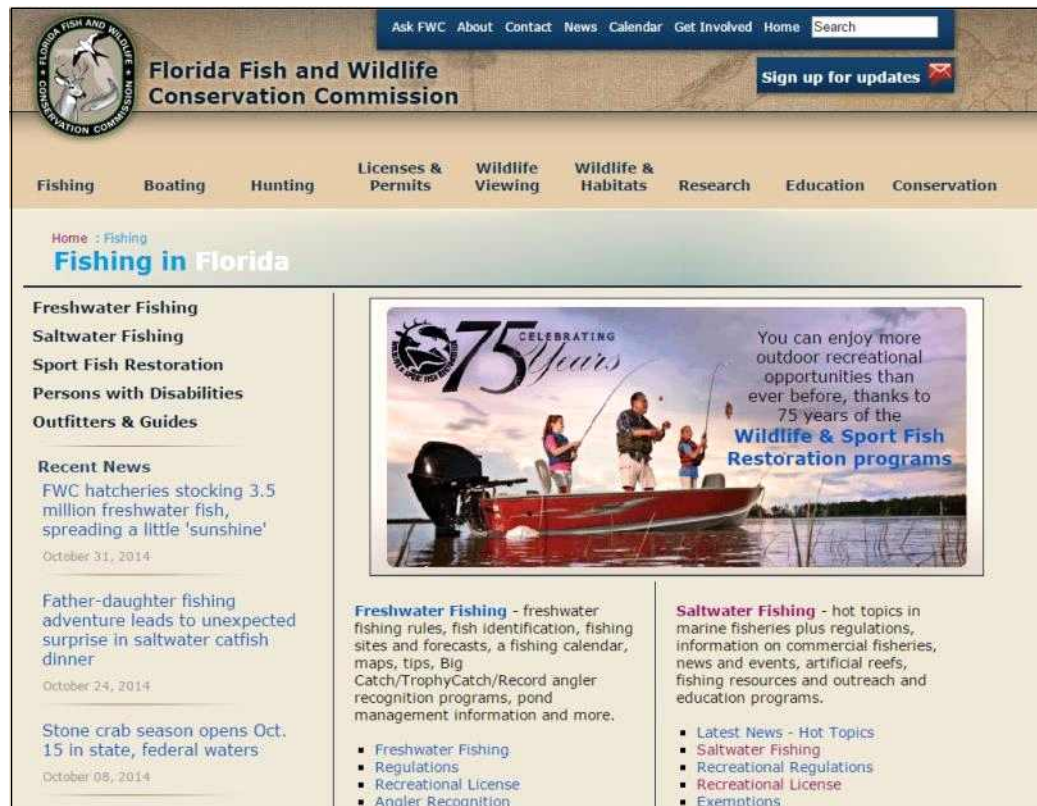 FLORIDA FISH AND WILDLIFE
CONSERVATION COMMISSION
Ask FWC About Contact News Calendar Get Involved Home Search
Florida Fish and Wildlife
Conservation Commission
Sign up for updates
Fishing Boating Hunting Licenses & Permits Wildlife Viewing Wildlife & Habitats Research Education Conservation
Home : Fishing
Fishing in Florida
Freshwater Fishing
Saltwater Fishing
Sport Fish Restoration
Persons with Disabilities
Outfitters & Guides
Recent News
FWC hatcheries stocking 3.5
million freshwater fish,
spreading a little 'sunshine'
October 31, 2014
Father-daughter fishing
adventure leads to unexpected
surprise in saltwater catfish
dinner
October 24, 2014
Stone crab season opens Oct.
15 in state, federal waters
October 08, 2014
CELEBRATING
75 Years
You can enjoy more
outdoor recreational
opportunities than
ever before, thanks to
75 years of the
Wildlife & Sport Fish
Restoration programs
Freshwater Fishing - freshwater
fishing rules, fish identification, fishing
sites and forecasts, a fishing calendar,
maps, tips, Big
Catch/TrophyCatch/Record angler
recognition programs, pond
management information and more.
Freshwater Fishing
Regulations
Recreational License
Angler Recognition
Saltwater Fishing - hot topics in
marine fisheries plus regulations,
information on commercial fisheries,
news and events, artificial reefs,
fishing resources and outreach and
education programs.
Latest News - Hot Topics
Saltwater Fishing
Recreational Regulations
Recreational License
Exemptions